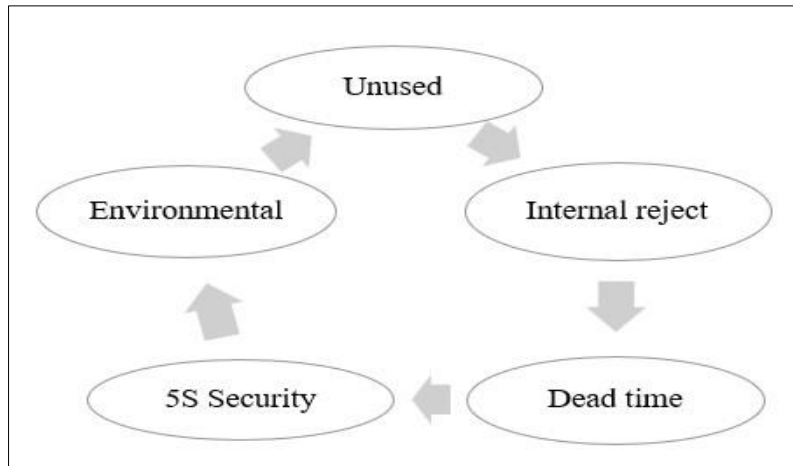 Unused
Environmental
Internal reject
5S Security
Dead time